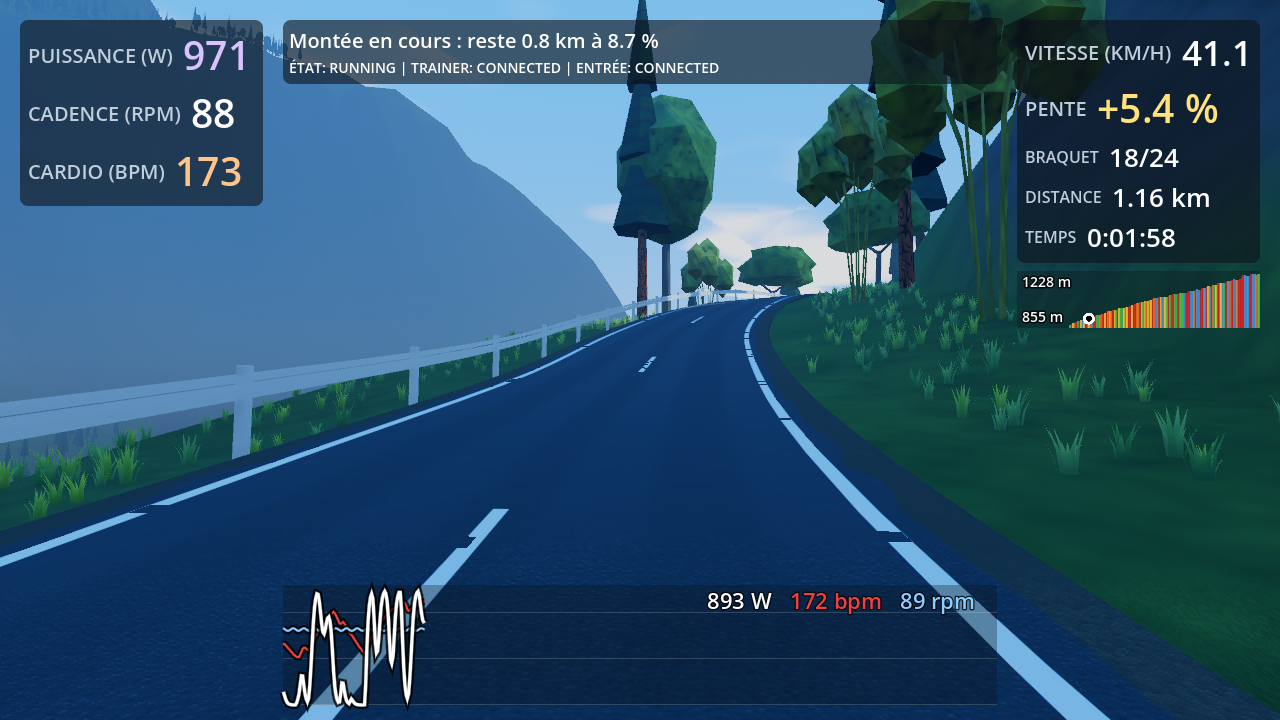 PUISSANCE (W) 971
CADENCE (RPM) 88
CARDIO (BPM) 173
Montée en cours : reste 0.8 km à 8.7 %
ÉTAT: RUNNING | TRAINER: CONNECTED | ENTRÉE: CONNECTED
VITESSE (KM/H) 41.1
PENTE +5.4 %
BRAQUET 18/24
DISTANCE 1.16 km
TEMPS 0:01:58
1228 m
855 m
893 W 172 bpm 89 rpm